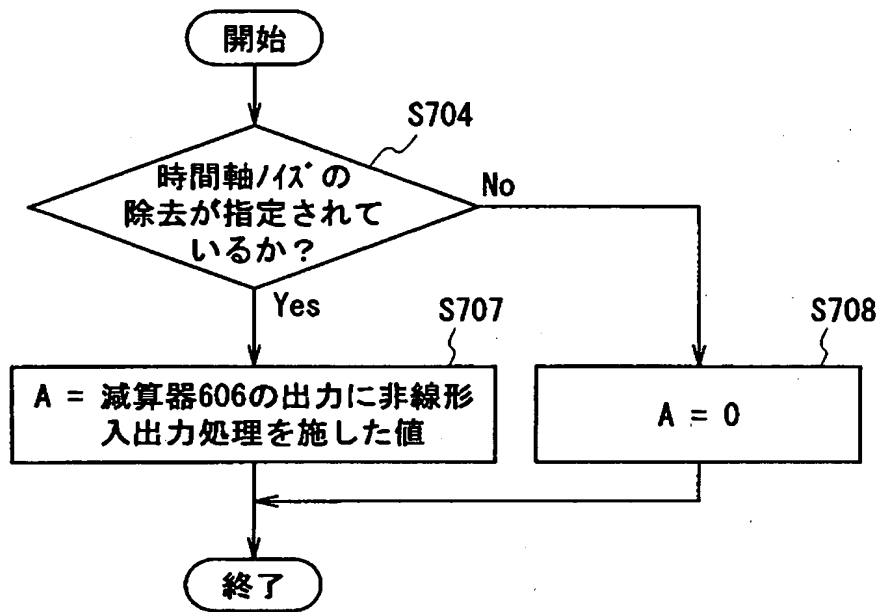 開始
S704
時間軸ノイズの
除去が指定されて
いるか？
No
Yes
S707
S708
A = 減算器606の出力に非線形
入出力処理を施した値
A = 0
終了